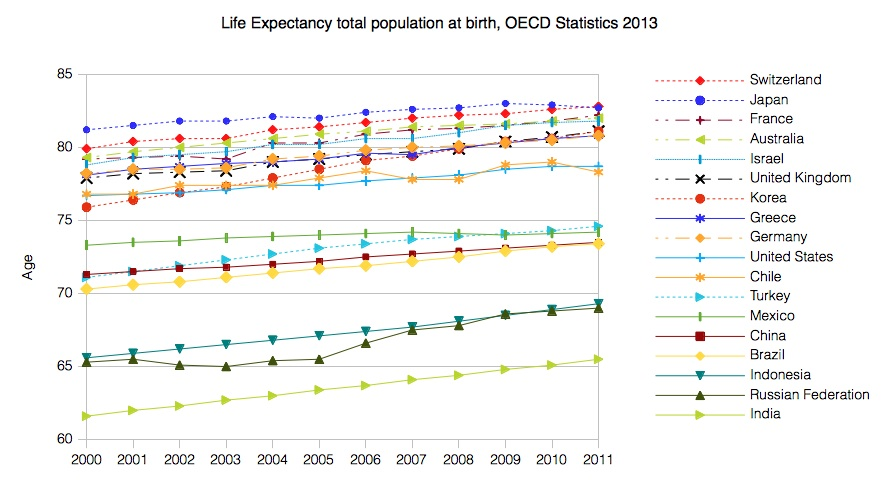 Life Expectancy total population at birth, OECD Statistics 2013
85
80
75
70
65
60
Age
2000 2001 2002 2003 2004 2005 2006 2007 2008 2009 2010 2011
Switzerland
Japan
France
Australia
Israel
United Kingdom
Korea
Greece
Germany
United States
Chile
Turkey
Mexico
China
Brazil
Indonesia
Russian Federation
India